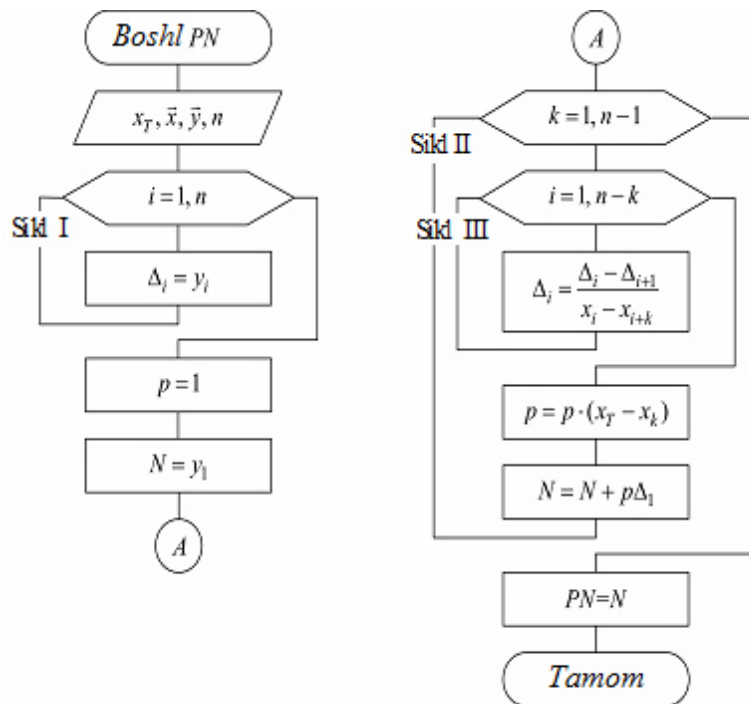 Boshl PN
x_T, x⃗, y⃗, n
i = 1, n
Sikl I
Δ_i = y_i
p = 1
N = y_1
A
A
k = 1, n − 1
Sikl II
i = 1, n − k
Sikl III
Δ_i = (Δ_i − Δ_{i+1}) / (x_i − x_{i+k})
p = p · (x_T − x_k)
N = N + pΔ_1
PN=N
Tamom